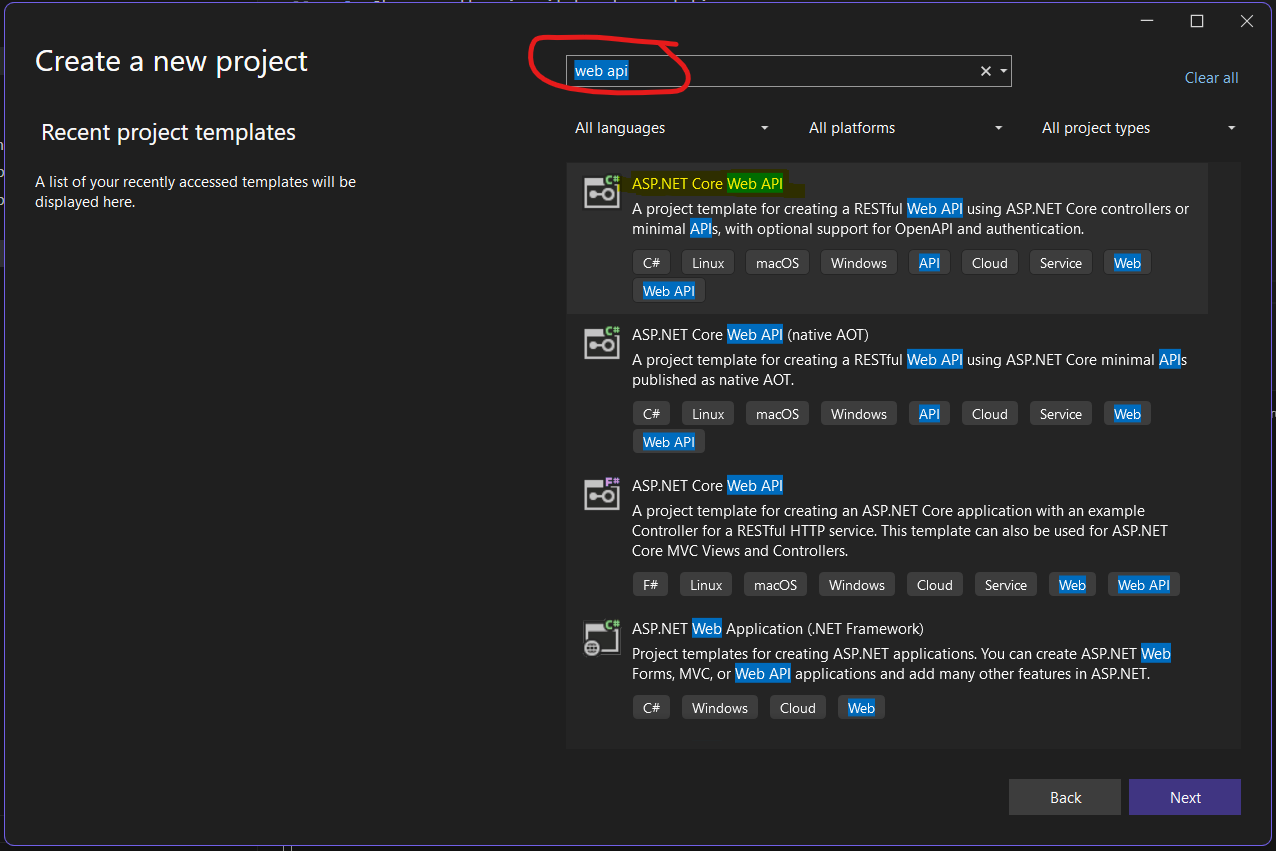 Create a new project
web api
Clear all
Recent project templates
A list of your recently accessed templates will be
displayed here.
All languages
All platforms
All project types
C#
ASP.NET Core Web API
A project template for creating a RESTful Web API using ASP.NET Core controllers or
minimal APIs, with optional support for OpenAPI and authentication.
C# Linux macOS Windows API Cloud Service Web
Web API
C#
ASP.NET Core Web API (native AOT)
A project template for creating a RESTful Web API using ASP.NET Core minimal APIs
published as native AOT.
C# Linux macOS Windows API Cloud Service Web
Web API
F#
ASP.NET Core Web API
A project template for creating an ASP.NET Core application with an example
Controller for a RESTful HTTP service. This template can also be used for ASP.NET
Core MVC Views and Controllers.
F# Linux macOS Windows Cloud Service Web Web API
C#
ASP.NET Web Application (.NET Framework)
Project templates for creating ASP.NET applications. You can create ASP.NET Web
Forms, MVC, or Web API applications and add many other features in ASP.NET.
C# Windows Cloud Web
Back
Next